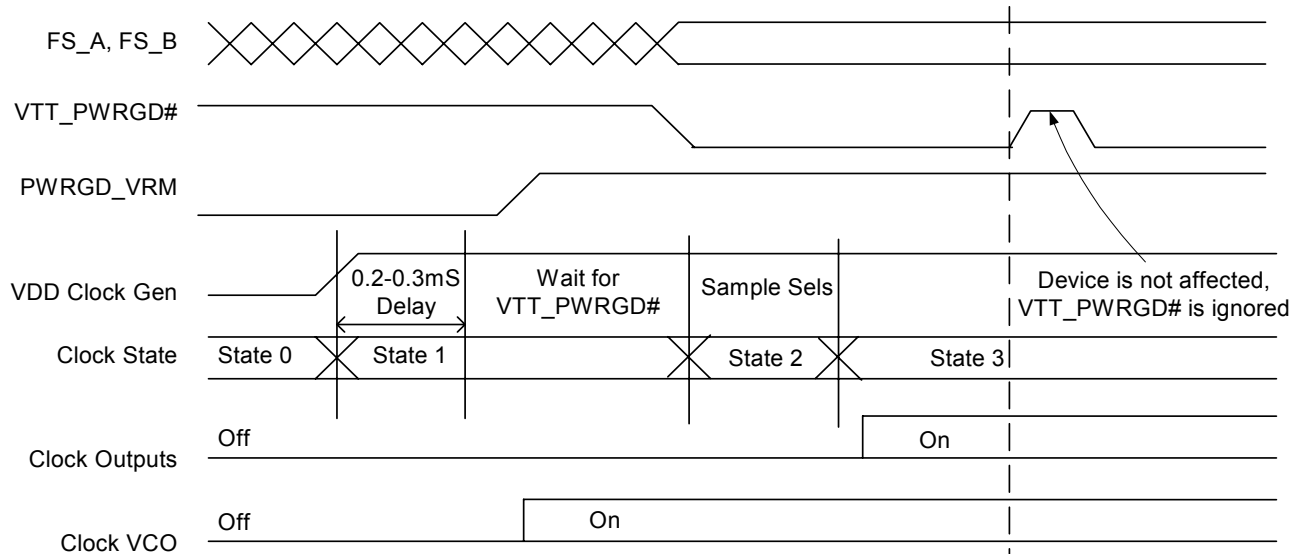 FS_A, FS_B
VTT_PWRGD#
PWRGD_VRM
VDD Clock Gen
0.2-0.3mS
Delay
Wait for
VTT_PWRGD#
Sample Sels
Device is not affected,
VTT_PWRGD# is ignored
Clock State
State 0
State 1
State 2
State 3
Clock Outputs
Off
On
Clock VCO
Off
On